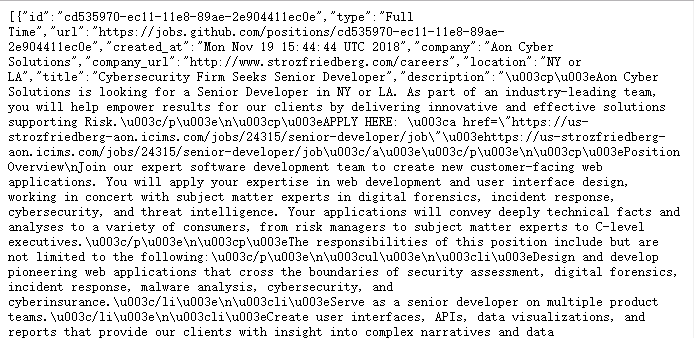 [{"id":"cd535970-ec11-11e8-89ae-2e904411ec0e","type":"Full
Time","url":"https://jobs.github.com/positions/cd535970-ec11-11e8-89ae-
2e904411ec0e","created_at":"Mon Nov 19 15:44:44 UTC 2018","company":"Aon Cyber
Solutions","company_url":"http://www.strozfriedberg.com/careers","location":"NY or
LA","title":"Cybersecurity Firm Seeks Senior Developer","description":"\u003cp\u003eAon Cyber
Solutions is looking for a Senior Developer in NY or LA. As part of an industry-leading team,
you will help empower results for our clients by delivering innovative and effective solutions
supporting Risk.\u003c/p\u003e\n\u003cp\u003eAPPLY HERE: \u003ca href=\"https://us-
strozfriedberg-aon.icims.com/jobs/24315/senior-developer/job\"\u003ehttps://us-strozfriedberg-
aon.icims.com/jobs/24315/senior-developer/job\u003c/a\u003e\u003c/p\u003e\n\u003cp\u003ePosition
Overview\nJoin our expert software development team to create new customer-facing web
applications. You will apply your expertise in web development and user interface design,
working in concert with subject matter experts in digital forensics, incident response,
cybersecurity, and threat intelligence. Your applications will convey deeply technical facts and
analyses to a variety of consumers, from risk managers to subject matter experts to C-level
executives.\u003c/p\u003e\n\u003cp\u003eThe responsibilities of this position include but are
not limited to the following:\u003c/p\u003e\n\u003cul\u003e\n\u003cli\u003eDesign and develop
pioneering web applications that cross the boundaries of security assessment, digital forensics,
incident response, malware analysis, cybersecurity, and
cyberinsurance.\u003c/li\u003e\n\u003cli\u003eServe as a senior developer on multiple product
teams.\u003c/li\u003e\n\u003cli\u003eCreate user interfaces, APIs, data visualizations, and
reports that provide our clients with insight into complex narratives and data